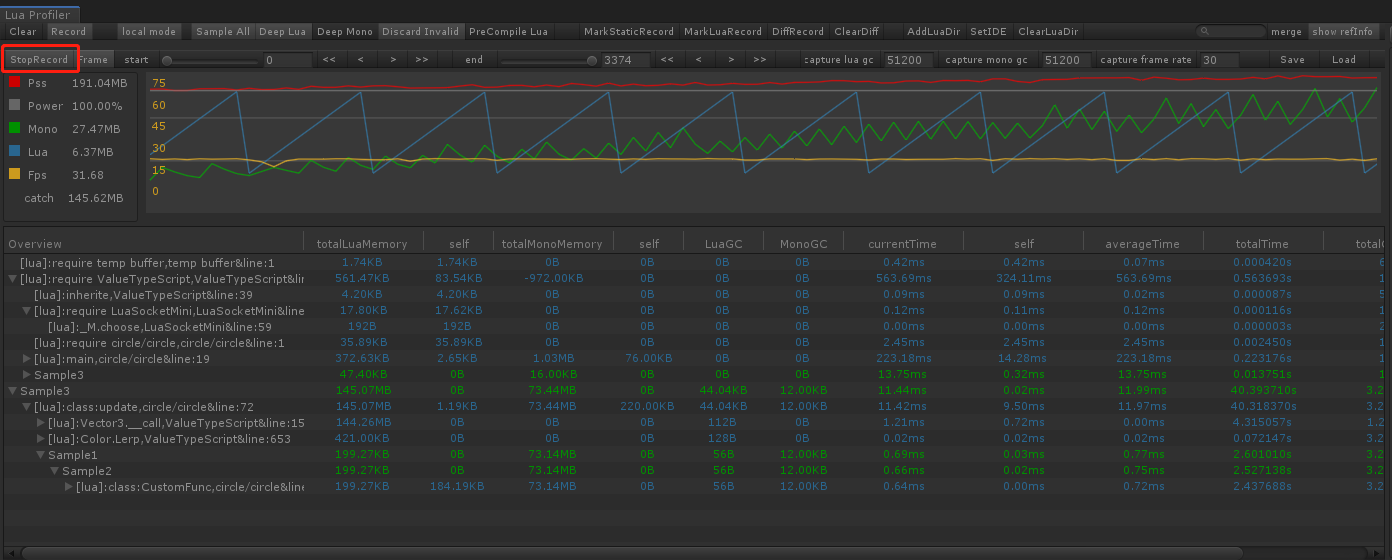 Lua Profiler
Clear Record local mode Sample All Deep Lua Deep Mono Discard Invalid PreCompile Lua MarkStaticRecord MarkLuaRecord DiffRecord ClearDiff AddLuaDir SetIDE ClearLuaDir merge show refInfo
StopRecord Frame start 0 << < > >> end 3374 << < > >> capture lua gc 51200 capture mono gc 51200 capture frame rate 30 Save Load
Pss 191.04MB
Power 100.00%
Mono 27.47MB
Lua 6.37MB
Fps 31.68
catch 145.62MB
75
60
45
30
15
0
Overview totalLuaMemory self totalMonoMemory self LuaGC MonoGC currentTime self averageTime totalTime totalC
[lua]:require temp buffer,temp buffer&line:1 1.74KB 1.74KB 0B 0B 0B 0B 0.42ms 0.42ms 0.07ms 0.000420s 6
[lua]:require ValueTypeScript,ValueTypeScript&lir 561.47KB 83.54KB -972.00KB 0B 0B 563.69ms 324.11ms 563.69ms 0.563693s 1
[lua]:inherite,ValueTypeScript&line:39 4.20KB 4.20KB 0B 0B 0B 0B 0.09ms 0.09ms 0.02ms 0.000087s 5
[lua]:require LuaSocketMini,LuaSocketMini&line 17.80KB 17.62KB 0B 0B 0B 0B 0.12ms 0.11ms 0.12ms 0.000116s 1
[lua]:_M.choose,LuaSocketMini&line:59 192B 192B 0B 0B 0B 0B 0.00ms 0.00ms 0.00ms 0.000003s 2
[lua]:require circle/circle,circle/circle&line:1 35.89KB 35.89KB 0B 0B 0B 0B 2.45ms 2.45ms 2.45ms 0.002450s 1
[lua]:main,circle/circle&line:19 372.63KB 2.65KB 1.03MB 76.00KB 0B 0B 223.18ms 14.28ms 223.18ms 0.223176s 1
Sample3 47.40KB 0B 16.00KB 0B 0B 0B 13.75ms 0.32ms 13.75ms 0.013751s 1
Sample3 145.07MB 0B 73.44MB 0B 44.04KB 12.00KB 11.44ms 0.02ms 11.99ms 40.393710s 3.2
[lua]:class:update,circle/circle&line:72 145.07MB 1.19KB 73.44MB 220.00KB 44.04KB 12.00KB 11.42ms 9.50ms 11.97ms 40.318370s 3.2
[lua]:Vector3.__call,ValueTypeScript&line:15 144.26MB 0B 0B 0B 112B 0B 1.21ms 0.72ms 0.00ms 4.315057s 1.2
[lua]:Color.Lerp,ValueTypeScript&line:653 421.00KB 0B 0B 0B 128B 0B 0.02ms 0.02ms 0.02ms 0.072147s 3.2
Sample1 199.27KB 0B 73.14MB 0B 56B 12.00KB 0.69ms 0.03ms 0.77ms 2.601010s 3.2
Sample2 199.27KB 0B 73.14MB 0B 56B 12.00KB 0.66ms 0.02ms 0.75ms 2.527138s 3.2
[lua]:class:CustomFunc,circle/circle&line 199.27KB 184.19KB 73.14MB 0B 56B 12.00KB 0.64ms 0.00ms 0.72ms 2.437688s 3.2